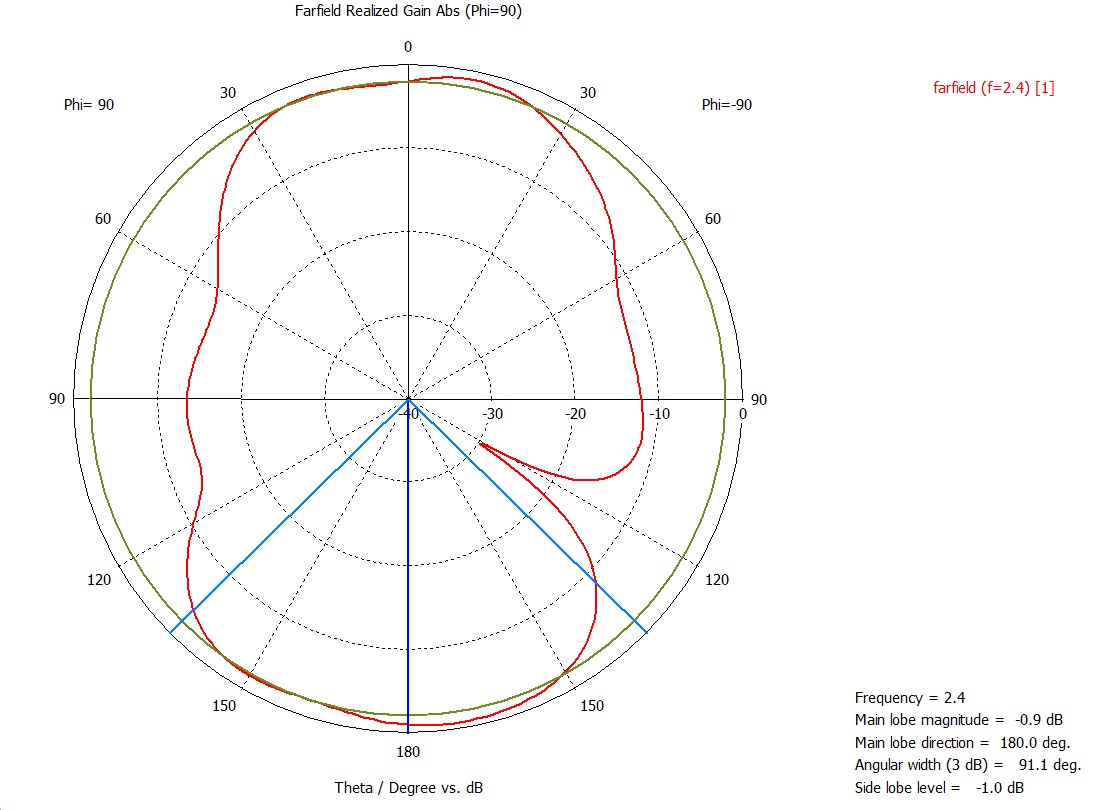 Farfield Realized Gain Abs (Phi=90)
0
30
30
Phi= 90
Phi=-90
farfield (f=2.4) [1]
60
60
90
90
-40
-30
-20
-10
0
120
120
150
150
180
Theta / Degree vs. dB
Frequency = 2.4
Main lobe magnitude = -0.9 dB
Main lobe direction = 180.0 deg.
Angular width (3 dB) = 91.1 deg.
Side lobe level = -1.0 dB